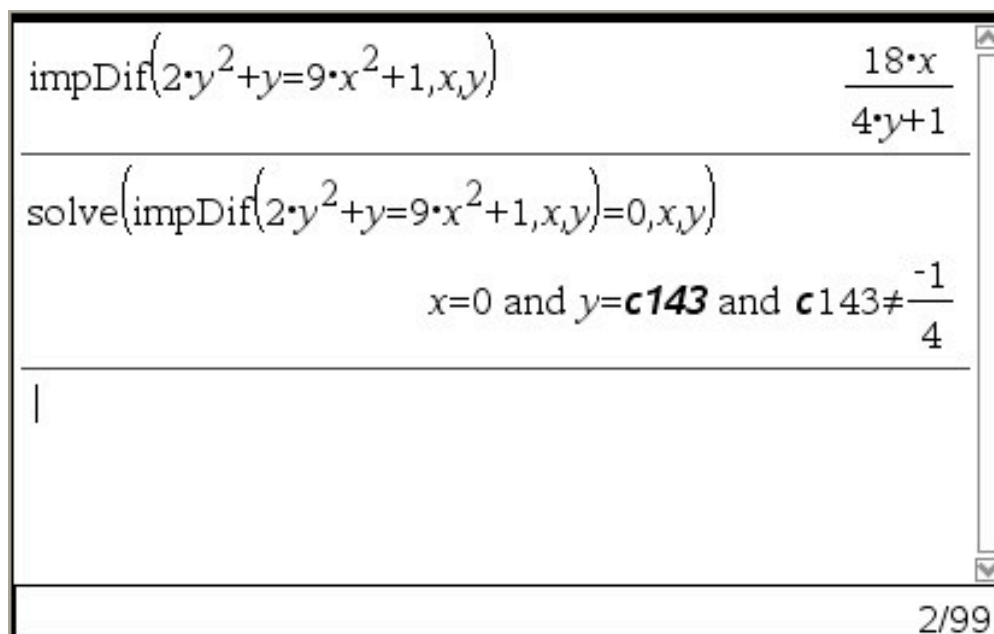 impDif(2·y²+y=9·x²+1,x,y)
18·x
4·y+1
solve(impDif(2·y²+y=9·x²+1,x,y)=0,x,y)
x=0 and y=c143 and c143≠-1/4
2/99